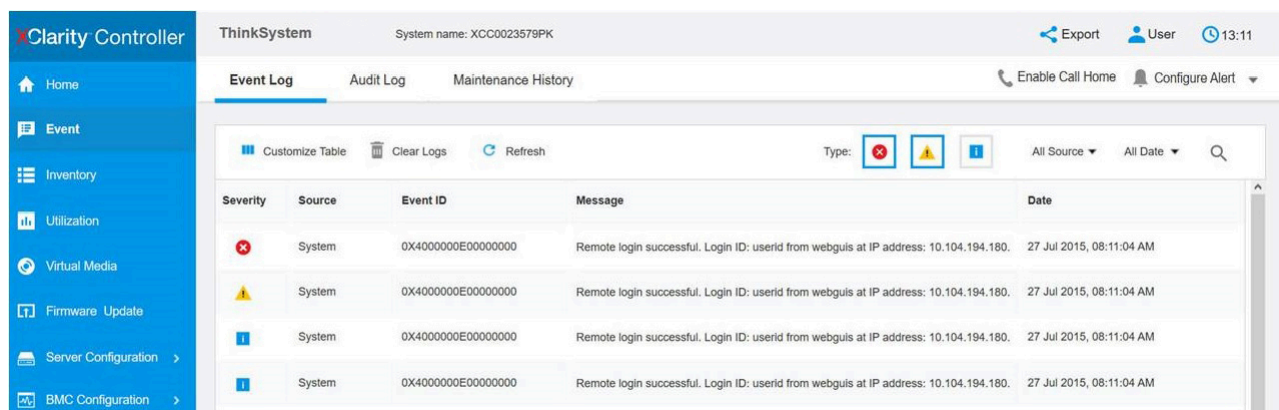 XClarity Controller
ThinkSystem System name: XCC0023579PK Export User 13:11
Home
Event Log Audit Log Maintenance History Enable Call Home Configure Alert
Event
Customize Table Clear Logs Refresh Type: All Source All Date
Inventory
Severity Source Event ID Message Date
Utilization
System 0X4000000E00000000 Remote login successful. Login ID: userid from webguis at IP address: 10.104.194.180. 27 Jul 2015, 08:11:04 AM
Virtual Media
System 0X4000000E00000000 Remote login successful. Login ID: userid from webguis at IP address: 10.104.194.180. 27 Jul 2015, 08:11:04 AM
Firmware Update
System 0X4000000E00000000 Remote login successful. Login ID: userid from webguis at IP address: 10.104.194.180. 27 Jul 2015, 08:11:04 AM
Server Configuration
System 0X4000000E00000000 Remote login successful. Login ID: userid from webguis at IP address: 10.104.194.180. 27 Jul 2015, 08:11:04 AM
BMC Configuration